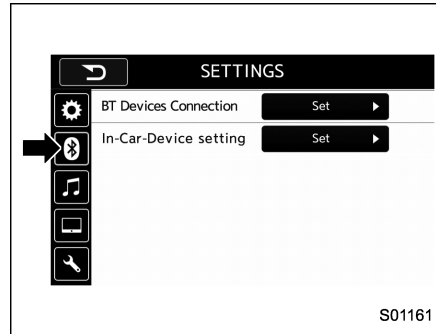 SETTINGS
BT Devices Connection Set
In-Car-Device setting Set
S01161